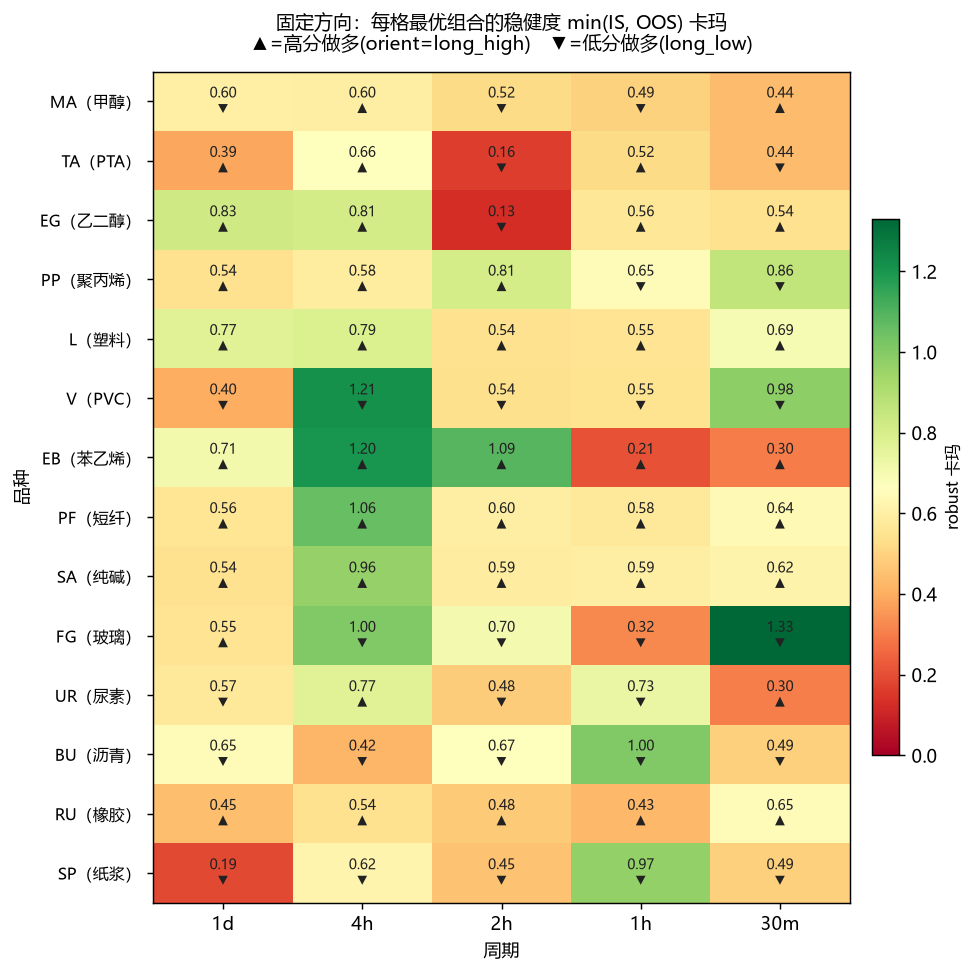 固定方向：每格最优组合的稳健度 min(IS, OOS) 卡玛
▲=高分做多(orient=long_high) ▼=低分做多(long_low)
MA（甲醇） 0.60 ▼ 0.60 ▲ 0.52 ▼ 0.49 ▼ 0.44 ▲
TA（PTA） 0.39 ▲ 0.66 ▲ 0.16 ▼ 0.52 ▲ 0.44 ▼
EG（乙二醇） 0.83 ▲ 0.81 ▲ 0.13 ▼ 0.56 ▲ 0.54 ▲
PP（聚丙烯） 0.54 ▲ 0.58 ▲ 0.81 ▲ 0.65 ▼ 0.86 ▼
L（塑料） 0.77 ▲ 0.79 ▲ 0.54 ▲ 0.55 ▲ 0.69 ▲
V（PVC） 0.40 ▼ 1.21 ▼ 0.54 ▼ 0.55 ▼ 0.98 ▼
EB（苯乙烯） 0.71 ▲ 1.20 ▲ 1.09 ▲ 0.21 ▲ 0.30 ▲
PF（短纤） 0.56 ▲ 1.06 ▲ 0.60 ▲ 0.58 ▲ 0.64 ▲
SA（纯碱） 0.54 ▲ 0.96 ▲ 0.59 ▲ 0.59 ▲ 0.62 ▲
FG（玻璃） 0.55 ▲ 1.00 ▼ 0.70 ▼ 0.32 ▼ 1.33 ▼
UR（尿素） 0.57 ▼ 0.77 ▲ 0.48 ▼ 0.73 ▼ 0.30 ▲
BU（沥青） 0.65 ▼ 0.42 ▼ 0.67 ▼ 1.00 ▼ 0.49 ▼
RU（橡胶） 0.45 ▲ 0.54 ▲ 0.48 ▲ 0.43 ▲ 0.65 ▲
SP（纸浆） 0.19 ▼ 0.62 ▼ 0.45 ▼ 0.97 ▼ 0.49 ▼
1d 4h 2h 1h 30m
周期
品种
1.2
1.0
0.8
0.6
0.4
0.2
0.0
robust 卡玛